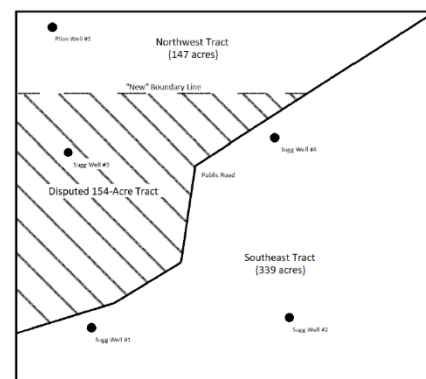 Pilon Well #1
Northwest Tract
(147 acres)
"New" Boundary Line
Sugg Well #3
Sugg Well #4
Public Road
Disputed 154-Acre Tract
Southeast Tract
(339 acres)
Sugg Well #1
Sugg Well #2